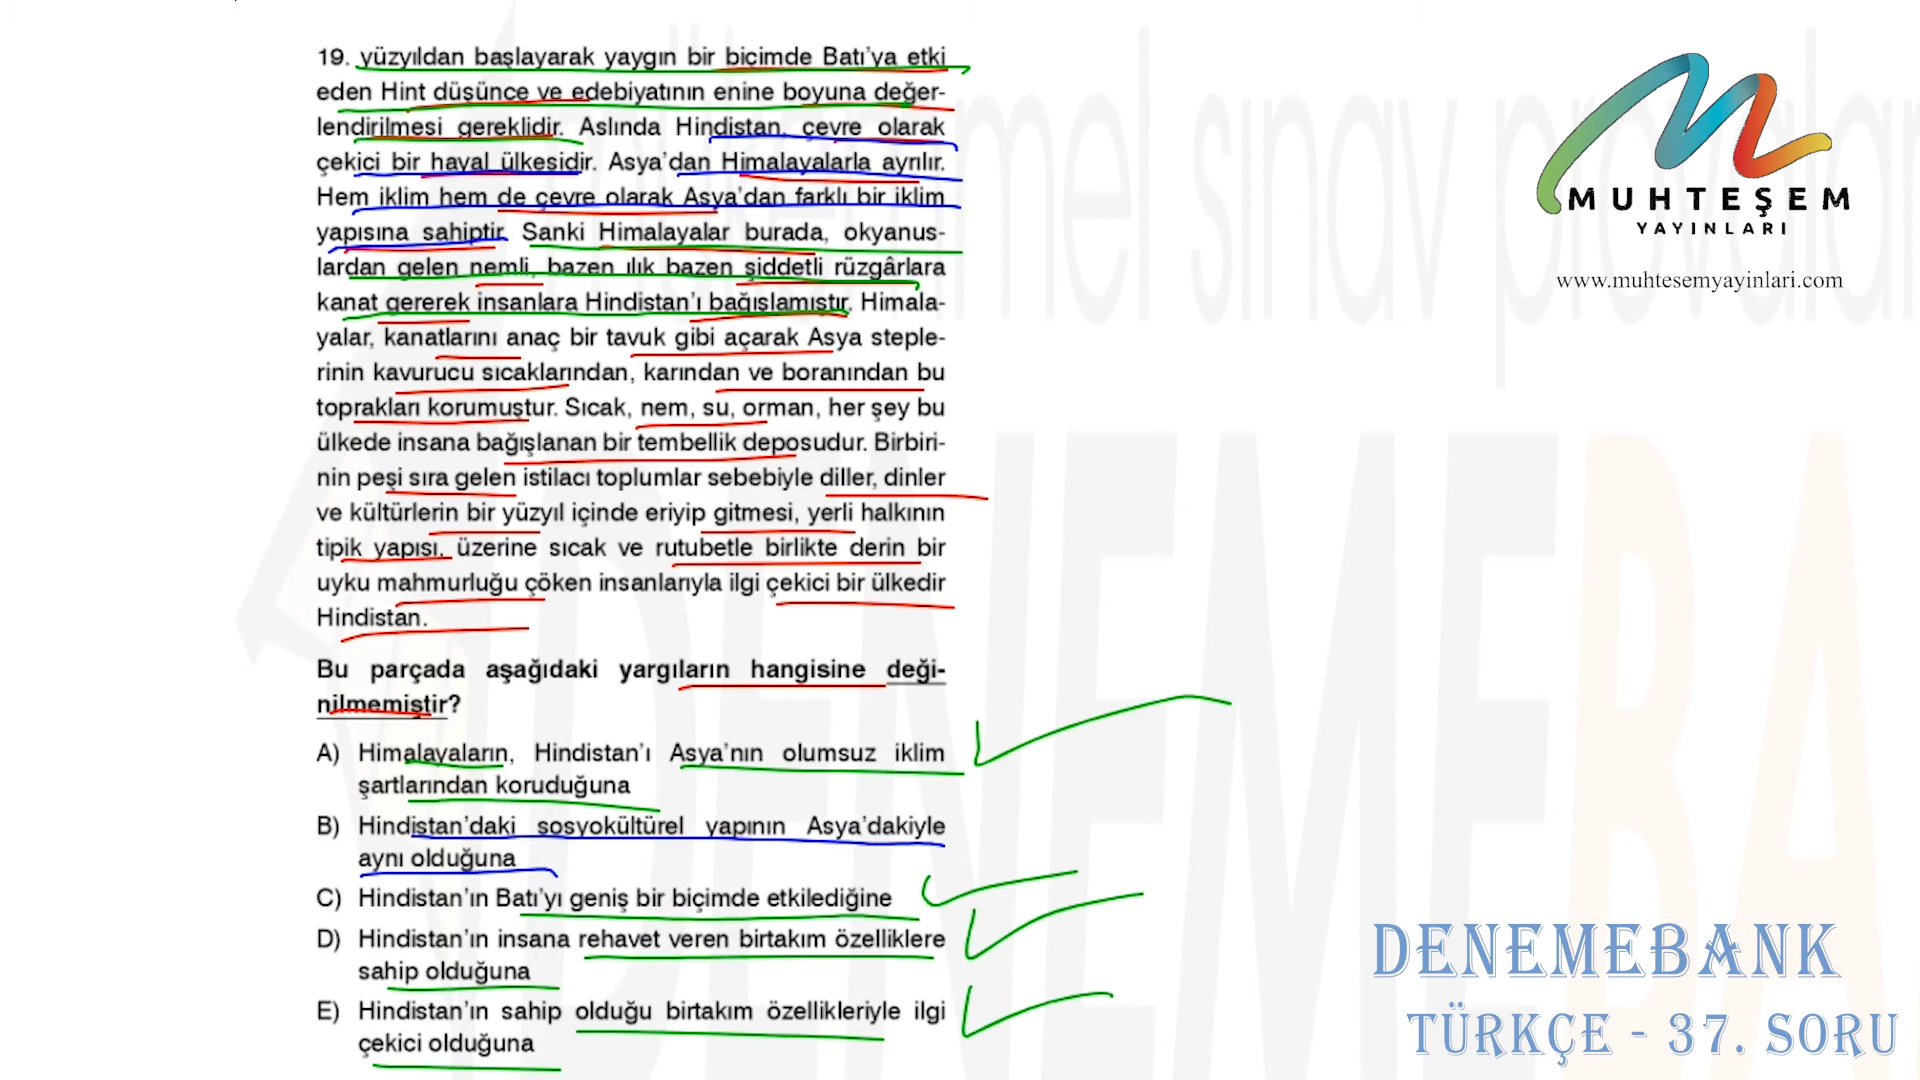 19. yüzyıldan başlayarak yaygın bir biçimde Batı’ya etki
eden Hint düşünce ve edebiyatının enine boyuna değer-
lendirilmesi gereklidir. Aslında Hindistan, çevre olarak
çekici bir hayal ülkesidir. Asya’dan Himalayalarla ayrılır.
Hem iklim hem de çevre olarak Asya’dan farklı bir iklim
yapısına sahiptir. Sanki Himalayalar burada, okyanus-
lardan gelen nemli, bazen ılık bazen şiddetli rüzgârlara
kanat gererek insanlara Hindistan’ı bağışlamıştır. Himala-
yalar, kanatlarını anaç bir tavuk gibi açarak Asya steple-
rinin kavurucu sıcaklarından, karından ve boranından bu
toprakları korumuştur. Sıcak, nem, su, orman, her şey bu
ülkede insana bağışlanan bir tembellik deposudur. Birbiri-
nin peşi sıra gelen istilacı toplumlar sebebiyle diller, dinler
ve kültürlerin bir yüzyıl içinde eriyip gitmesi, yerli halkının
tipik yapısı, üzerine sıcak ve rutubetle birlikte derin bir
uyku mahmurluğu çöken insanlarıyla ilgi çekici bir ülkedir
Hindistan.
Bu parçada aşağıdaki yargıların hangisine deği-
nilmemiştir?
A) Himalayaların, Hindistan’ı Asya’nın olumsuz iklim
şartlarından koruduğuna
B) Hindistan’daki sosyokültürel yapının Asya’dakiyle
aynı olduğuna
C) Hindistan’ın Batı’yı geniş bir biçimde etkilediğine
D) Hindistan’ın insana rehavet veren birtakım özelliklere
sahip olduğuna
E) Hindistan’ın sahip olduğu birtakım özellikleriyle ilgi
çekici olduğuna
MUHTEŞEM
YAYINLARI
www.muhtesemyayinlari.com
DENEMEBANK
TÜRKÇE - 37. SORU
temel sınav provaları
DENEMEBA